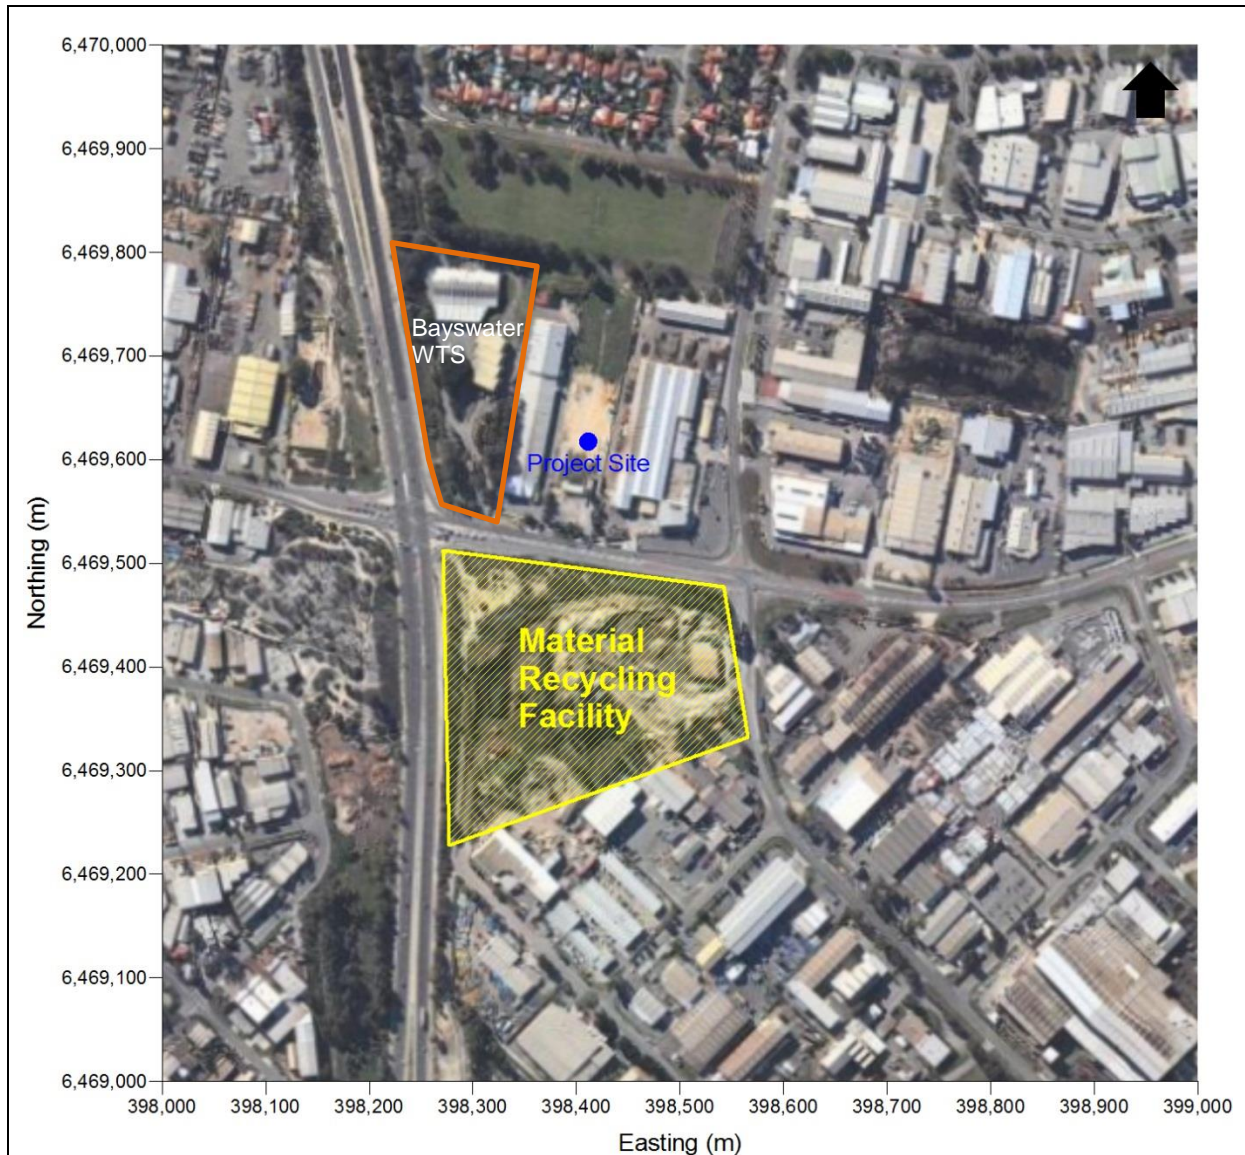 6,470,000
6,469,900
6,469,800
6,469,700
6,469,600
6,469,500
6,469,400
6,469,300
6,469,200
6,469,100
6,469,000
Northing (m)
Bayswater
WTS
Project Site
Material
Recycling
Facility
398,000 398,100 398,200 398,300 398,400 398,500 398,600 398,700 398,800 398,900 399,000
Easting (m)